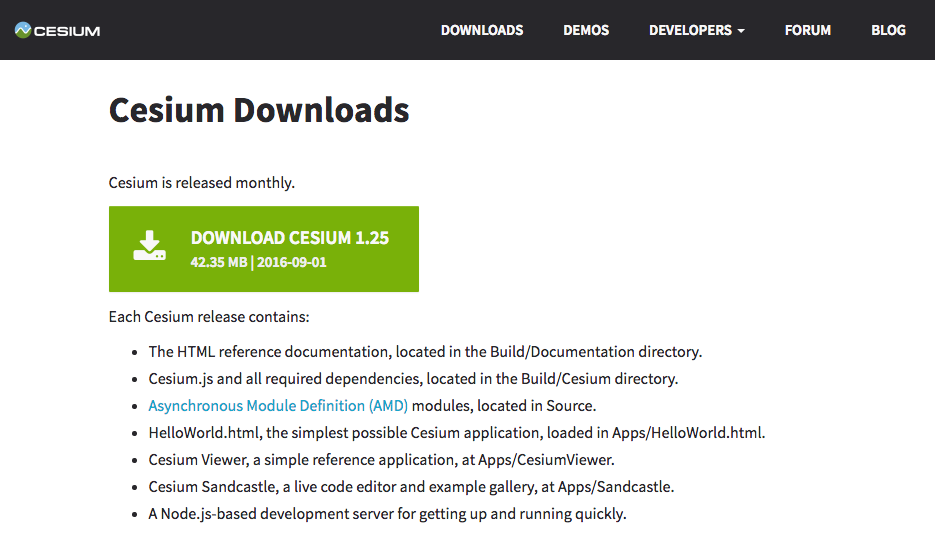 CESIUM
DOWNLOADS DEMOS DEVELOPERS FORUM BLOG
Cesium Downloads
Cesium is released monthly.
DOWNLOAD CESIUM 1.25
42.35 MB | 2016-09-01
Each Cesium release contains:
• The HTML reference documentation, located in the Build/Documentation directory.
• Cesium.js and all required dependencies, located in the Build/Cesium directory.
• Asynchronous Module Definition (AMD) modules, located in Source.
• HelloWorld.html, the simplest possible Cesium application, loaded in Apps/HelloWorld.html.
• Cesium Viewer, a simple reference application, at Apps/CesiumViewer.
• Cesium Sandcastle, a live code editor and example gallery, at Apps/Sandcastle.
• A Node.js-based development server for getting up and running quickly.